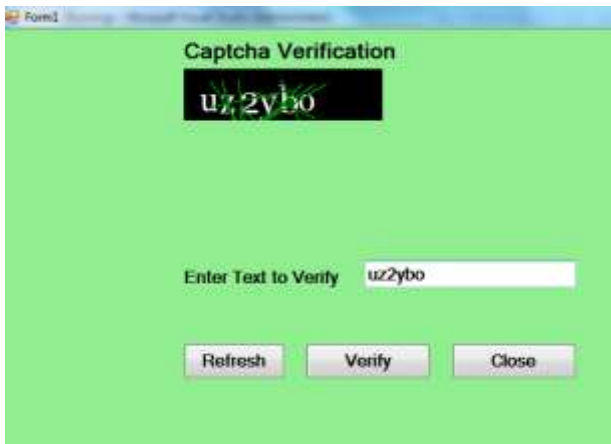 Form1
Captcha Verification
uz2ybo
Enter Text to Verify
uz2ybo
Refresh
Verify
Close